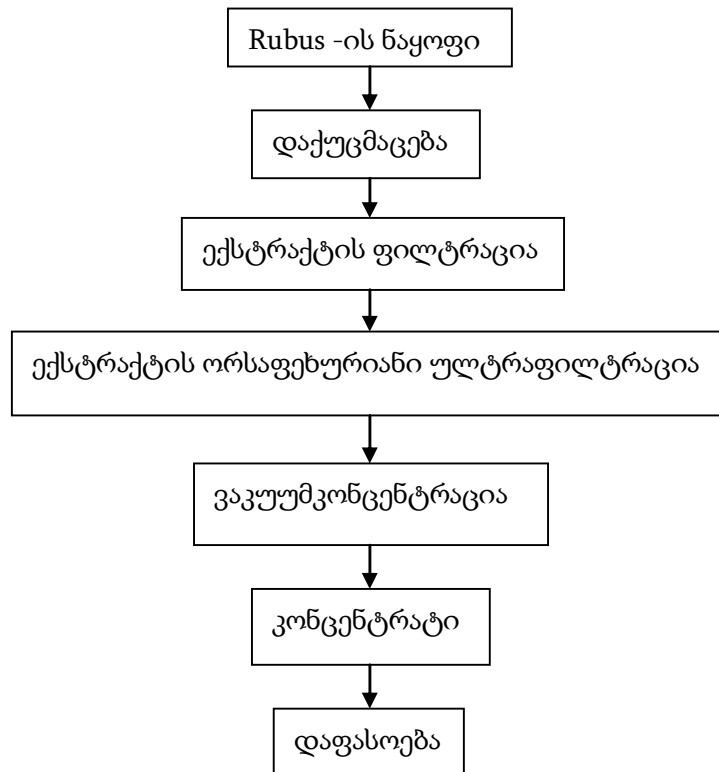 Rubus -ის ნაყოფი
დაქუცმაცება
ექსტრაქტის ფილტრაცია
ექსტრაქტის ორსაფეხურიანი ულტრაფილტრაცია
ვაკუუმკონცენტრაცია
კონცენტრატი
დაფასოება